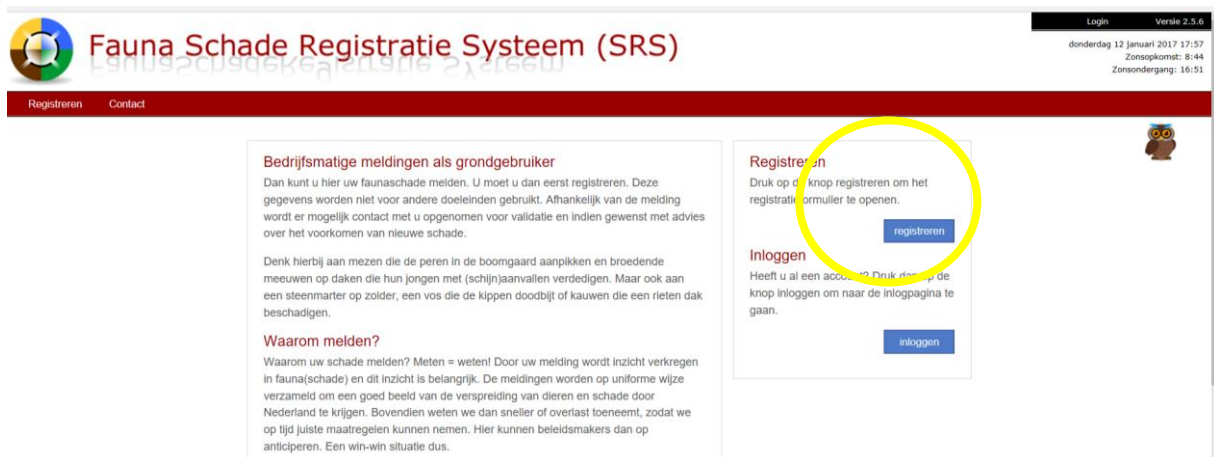 Login Versie 2.5.6
Fauna Schade Registratie Systeem (SRS)
donderdag 12 januari 2017 17:57
Zonsopkomst: 8:44
Zonsondergang: 16:51
Registreren Contact
Bedrijfsmatige meldingen als grondgebruiker
Dan kunt u hier uw faunaschade melden. U moet u dan eerst registreren. Deze
gegevens worden niet voor andere doeleinden gebruikt. Afhankelijk van de melding
wordt er mogelijk contact met u opgenomen voor validatie en indien gewenst met advies
over het voorkomen van nieuwe schade.
Denk hierbij aan mezen die de peren in de boomgaard aanpikken en broedende
meeuwen op daken die hun jongen met (schijn)aanvallen verdedigen. Maar ook aan
een steenmarter op zolder, een vos die de kippen doodbijt of kauwen die een rieten dak
beschadigen.
Waarom melden?
Waarom uw schade melden? Meten = weten! Door uw melding wordt inzicht verkregen
in fauna(schade) en dit inzicht is belangrijk. De meldingen worden op uniforme wijze
verzameld om een goed beeld van de verspreiding van dieren en schade door
Nederland te krijgen. Bovendien weten we dan sneller of overlast toeneemt, zodat we
op tijd juiste maatregelen kunnen nemen. Hier kunnen beleidsmakers dan op
anticiperen. Een win-win situatie dus.
Registreren
Druk op de knop registreren om het
registratieformulier te openen.
registreren
Inloggen
Heeft u al een account? Druk dan op de
knop inloggen om naar de inlogpagina te
gaan.
inloggen